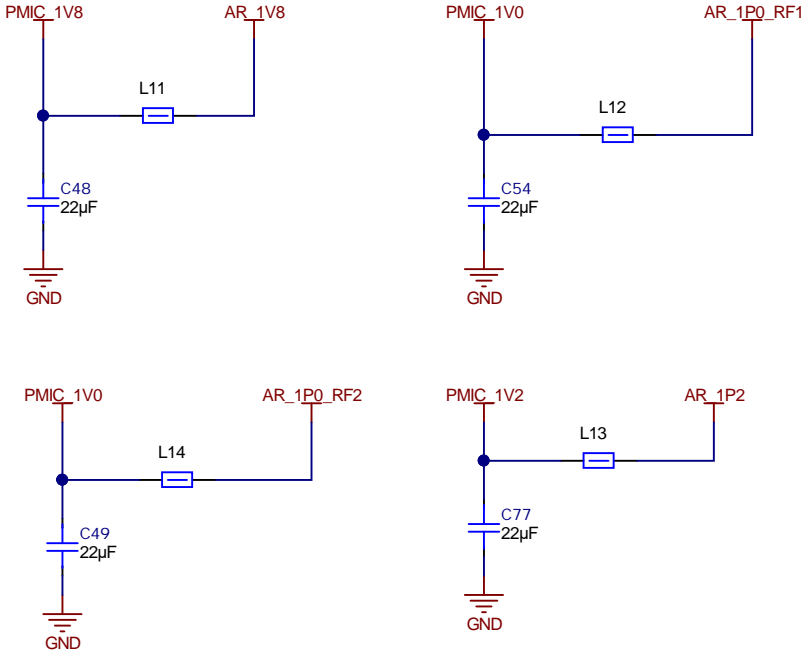 PMIC_1V8
AR_1V8
L11
C48
22µF
GND
PMIC_1V0
AR_1P0_RF1
L12
C54
22µF
GND
PMIC_1V0
AR_1P0_RF2
L14
C49
22µF
GND
PMIC_1V2
AR_1P2
L13
C77
22µF
GND